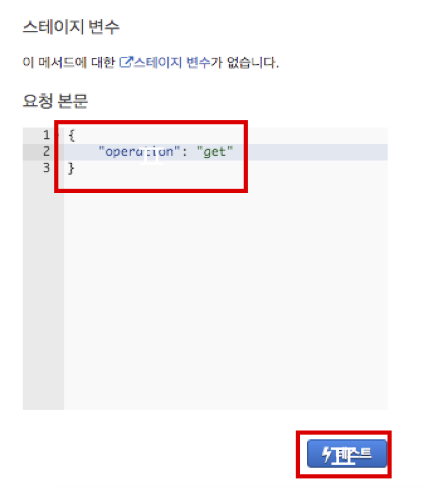 스테이지 변수
이 메서드에 대한 스테이지 변수가 없습니다.
요청 본문
1 {
2 "operation": "get"
3 }
테스트